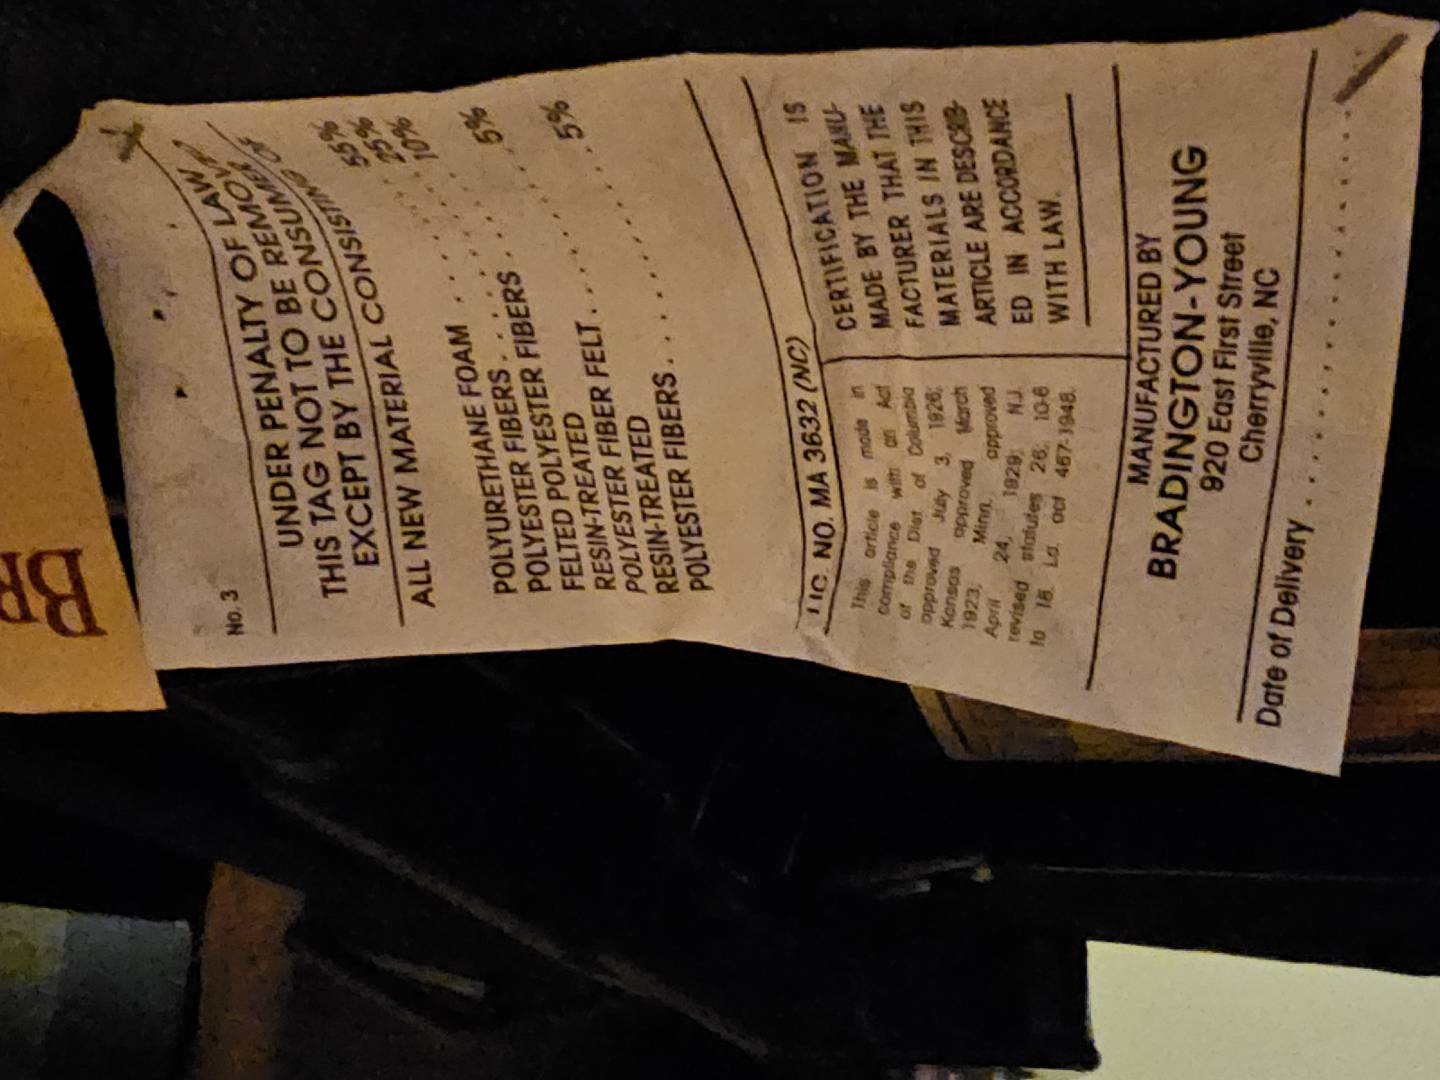 BR
No. 3
UNDER PENALTY OF LAW
THIS TAG NOT TO BE REMOVED
EXCEPT BY THE CONSUMER
ALL NEW MATERIAL CONSISTING OF
POLYURETHANE FOAM . . . . 55%
POLYESTER FIBERS . . . . . . . 25%
FELTED POLYESTER FIBERS . . . . 10%
RESIN-TREATED
POLYESTER FIBER FELT . . . . . . . 5%
RESIN-TREATED
POLYESTER FIBERS . . . . . . . . 5%
LIC. NO. MA 3632 (NC)
This article is made in
compliance with an Act
of the Dist of Columbia
approved July 3, 1926;
Kansas approved March
1923, Minn. approved
April 24, 1929; N.J.
revised statutes 26; 10-6
to 18. La. act 467-1948.
CERTIFICATION IS
MADE BY THE MANU-
FACTURER THAT THE
MATERIALS IN THIS
ARTICLE ARE DESCRIB-
ED IN ACCORDANCE
WITH LAW.
MANUFACTURED BY
BRADINGTON-YOUNG
920 East First Street
Cherryville, NC
Date of Delivery . . . . . . . . . . . . . . . . . . . . .